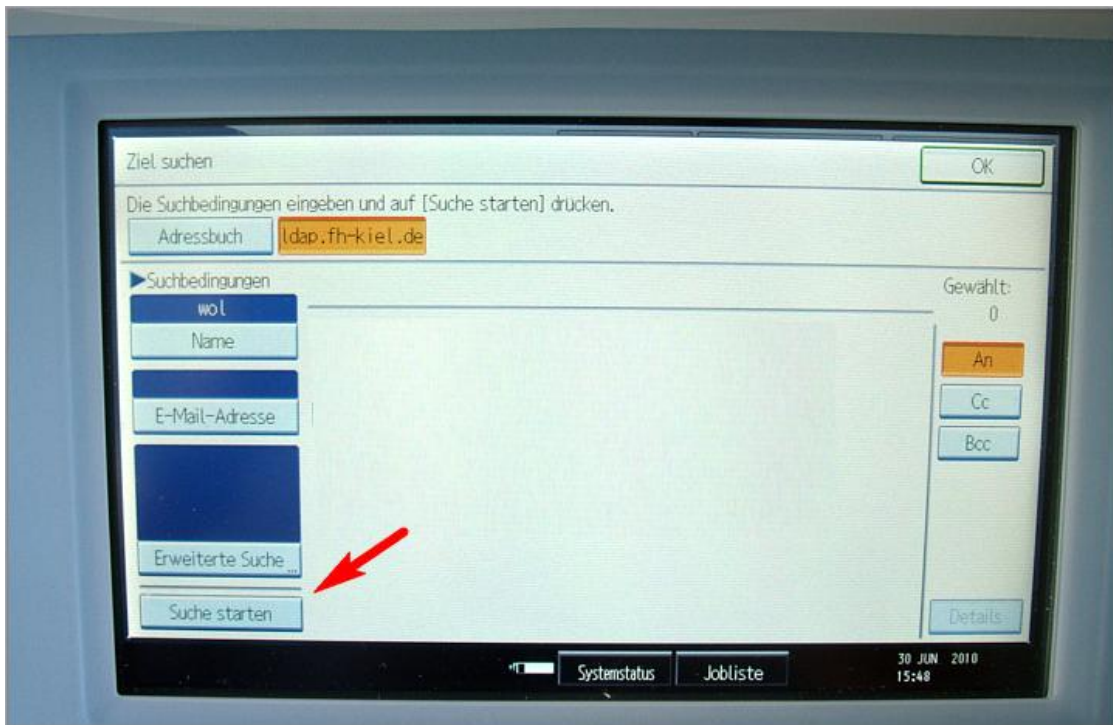 Ziel suchen
OK
Die Suchbedingungen eingeben und auf [Suche starten] drücken.
Adressbuch
ldap.fh-kiel.de
Suchbedingungen
Gewählt:
wol
0
Name
An
E-Mail-Adresse
Cc
Bcc
Erweiterte Suche...
Suche starten
Details
Systemstatus
Jobliste
30 JUN 2010
15:48